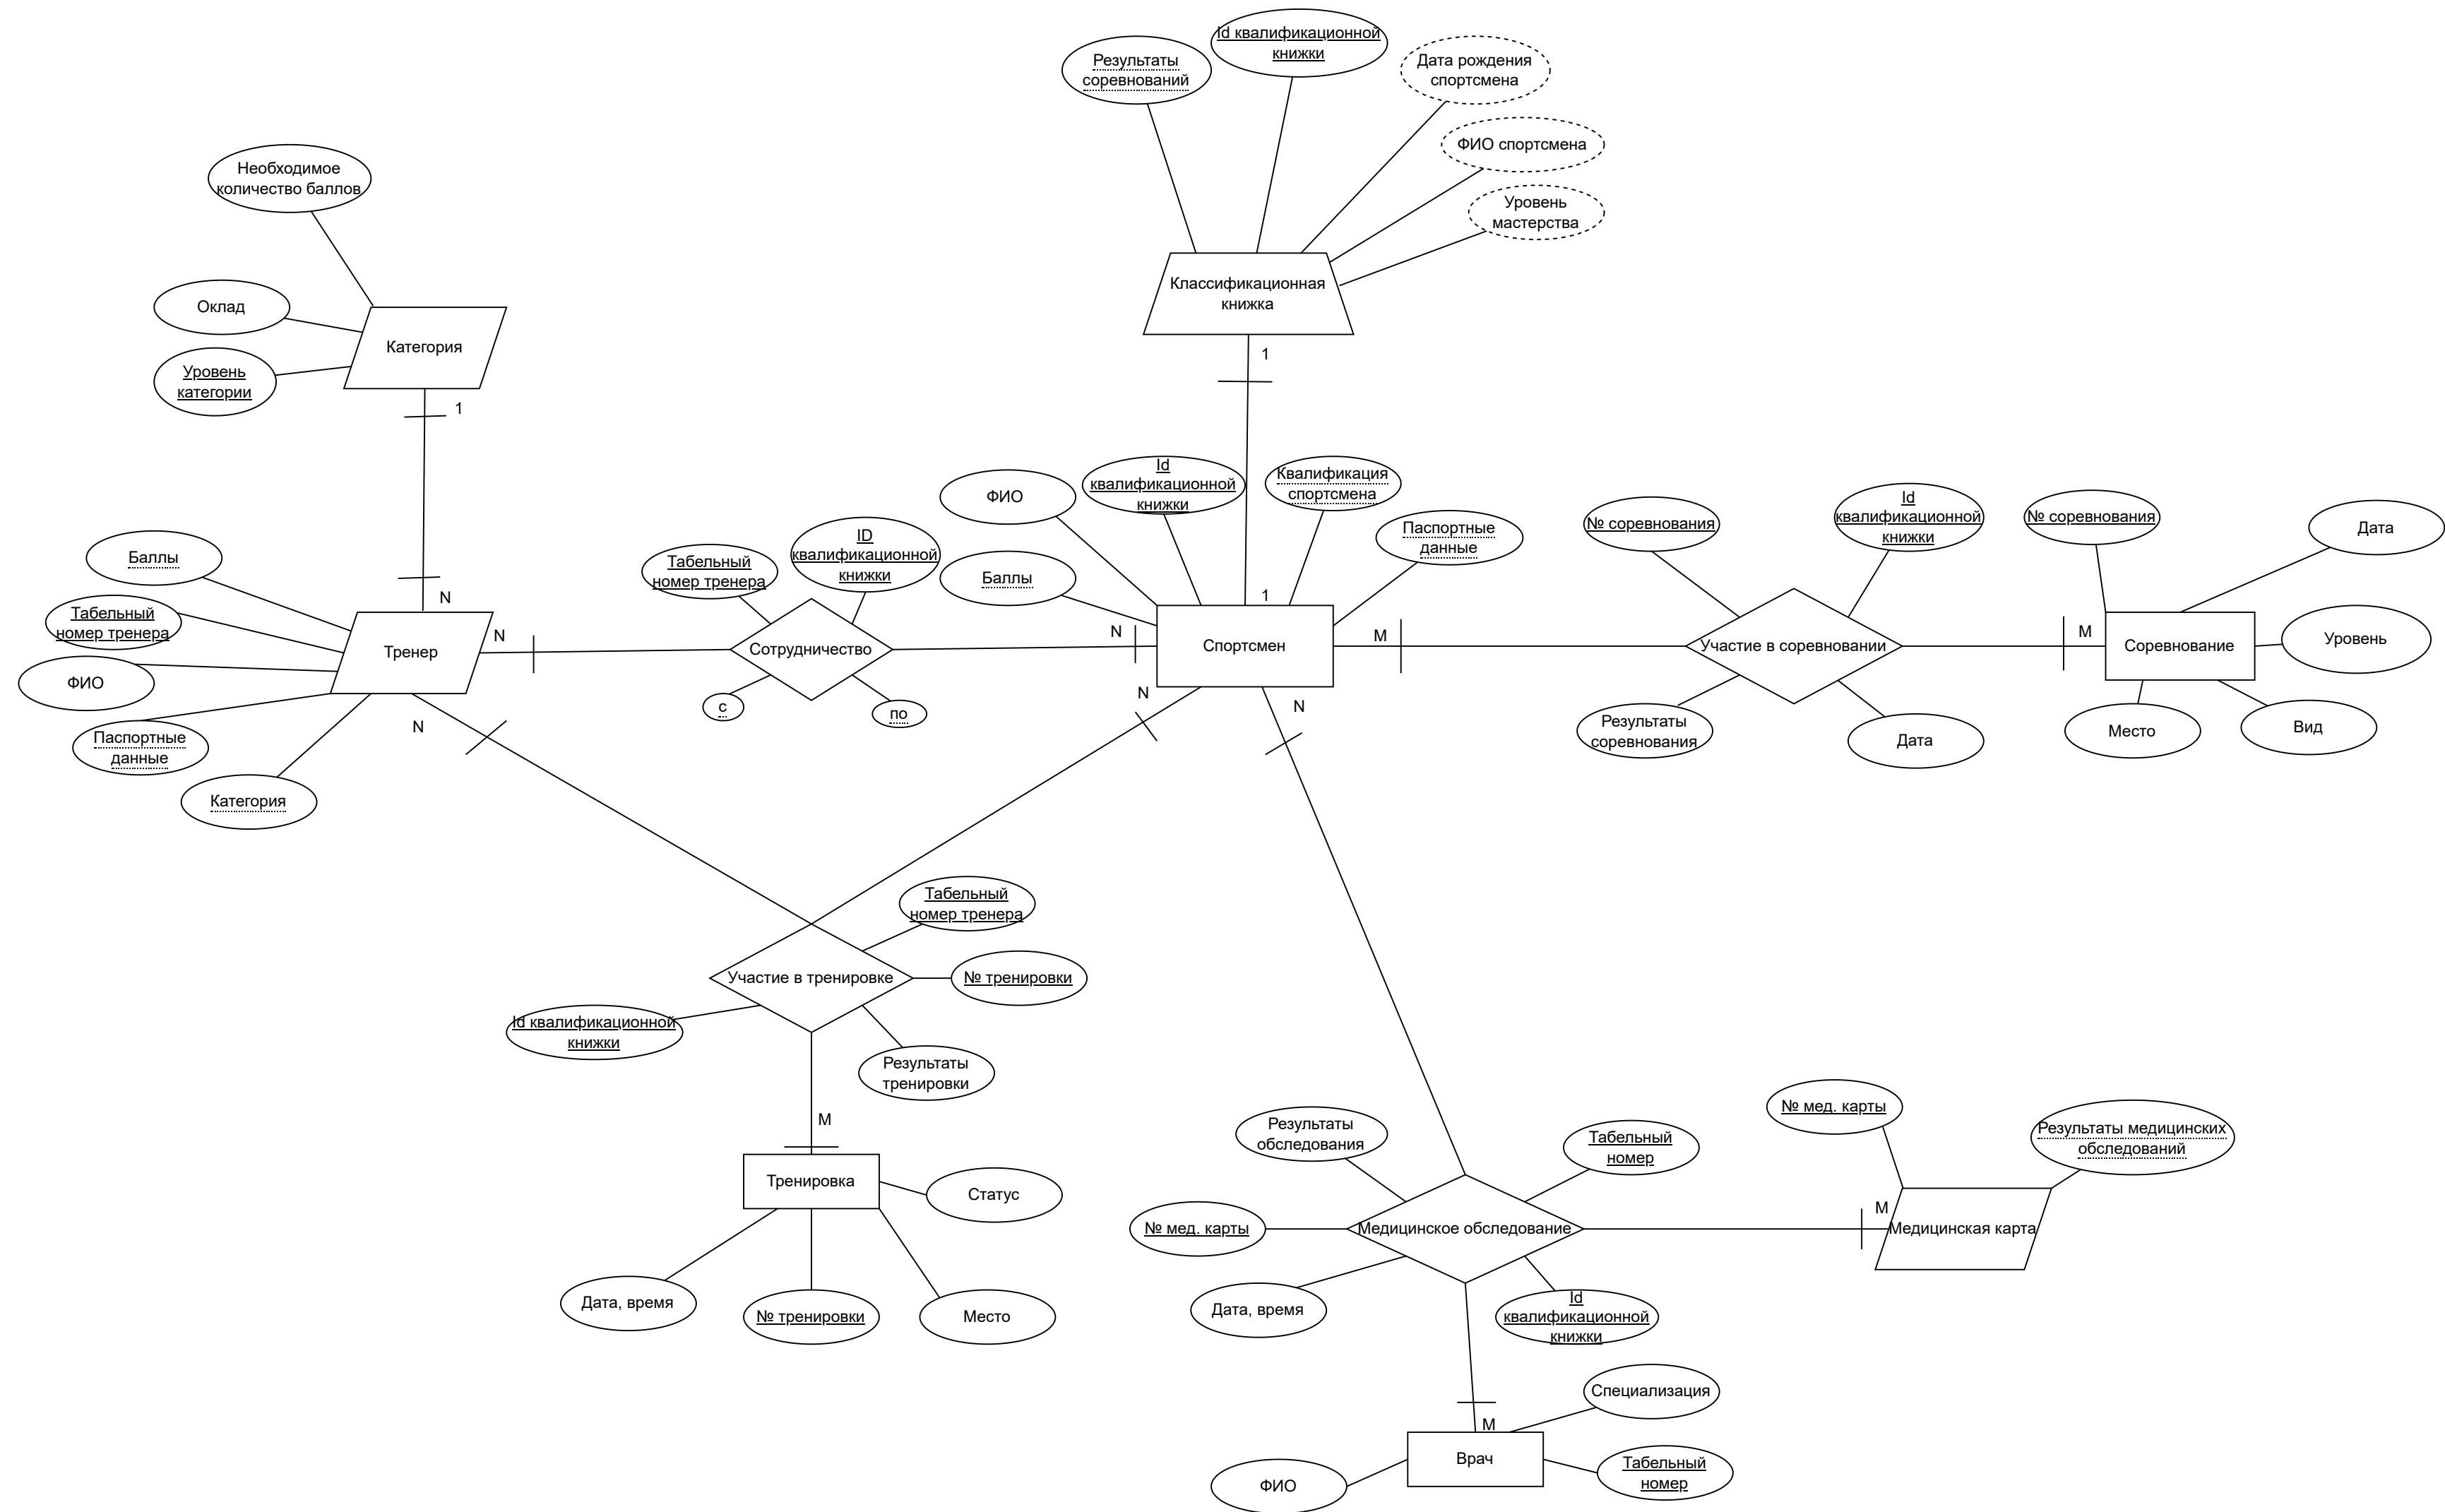 Результаты
соревнований
Id квалификационной
книжки
Дата рождения
спортсмена
ФИО спортсмена
Уровень
мастерства
Необходимое
количество баллов
Оклад
Уровень
категории
Категория
1
Классификационная
книжка
1
ФИО
Id
квалификационной
книжки
Квалификация
спортсмена
Паспортные
данные
Баллы
1
Спортсмен
Баллы
Табельный
номер тренера
ФИО
Паспортные
данные
Категория
N
Тренер
N
N
Табельный
номер тренера
ID
квалификационной
книжки
Сотрудничество
с
по
N
N
N
M
№ соревнования
Id
квалификационной
книжки
Участие в соревновании
Результаты
соревнования
Дата
M
№ соревнования
Дата
Соревнование
Уровень
Место
Вид
Табельный
номер тренера
Участие в тренировке
№ тренировки
Id квалификационной
книжки
Результаты
тренировки
M
Тренировка
Статус
Дата, время
№ тренировки
Место
Результаты
обследования
Табельный
номер
№ мед. карты
Медицинское обследование
Дата, время
Id
квалификационной
книжки
№ мед. карты
Результаты медицинских
обследований
M
Медицинская карта
M
Врач
Специализация
ФИО
Табельный
номер